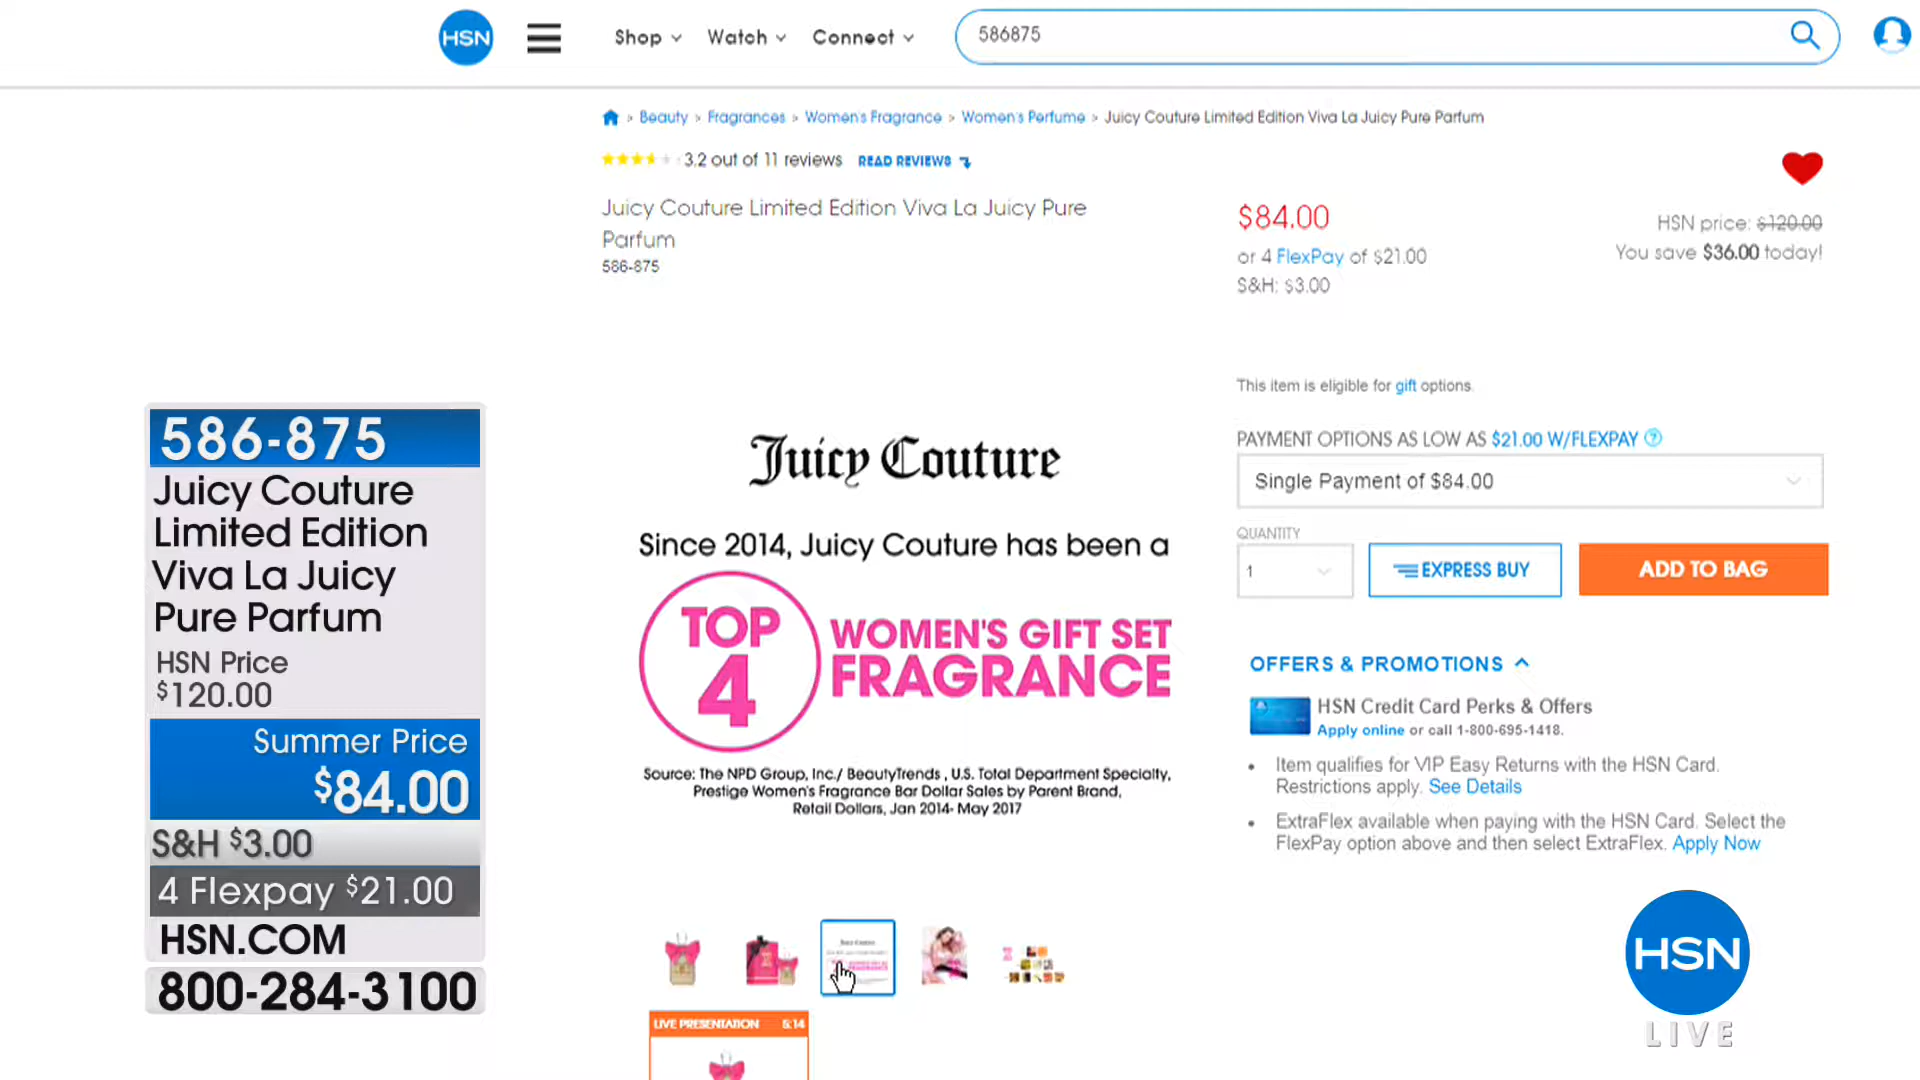 HSN
Shop
Watch
Connect
586875
> Beauty > Fragrances > Women's Fragrance > Women's Perfume > Juicy Couture Limited Edition Viva La Juicy Pure Parfum
3.2 out of 11 reviews READ REVIEWS
Juicy Couture Limited Edition Viva La Juicy Pure
Parfum
586-875
$84.00
or 4 FlexPay of $21.00
S&H: $3.00
HSN price: $120.00
You save $36.00 today!
This item is eligible for gift options.
PAYMENT OPTIONS AS LOW AS $21.00 W/FLEXPAY ?
Single Payment of $84.00
QUANTITY
1
EXPRESS BUY
ADD TO BAG
OFFERS & PROMOTIONS
HSN Credit Card Perks & Offers
Apply online or call 1-800-695-1418.
• Item qualifies for VIP Easy Returns with the HSN Card.
Restrictions apply. See Details
• ExtraFlex available when paying with the HSN Card. Select the
FlexPay option above and then select ExtraFlex. Apply Now
Juicy Couture
Since 2014, Juicy Couture has been a
TOP
4
WOMEN'S GIFT SET
FRAGRANCE
Source: The NPD Group, Inc./ BeautyTrends , U.S. Total Department Specialty,
Prestige Women's Fragrance Bar Dollar Sales by Parent Brand,
Retail Dollars, Jan 2014- May 2017
LIVE PRESENTATION 5:14
586-875
Juicy Couture
Limited Edition
Viva La Juicy
Pure Parfum
HSN Price
$120.00
Summer Price
$84.00
S&H $3.00
4 Flexpay $21.00
HSN.COM
800-284-3100
HSN
LIVE